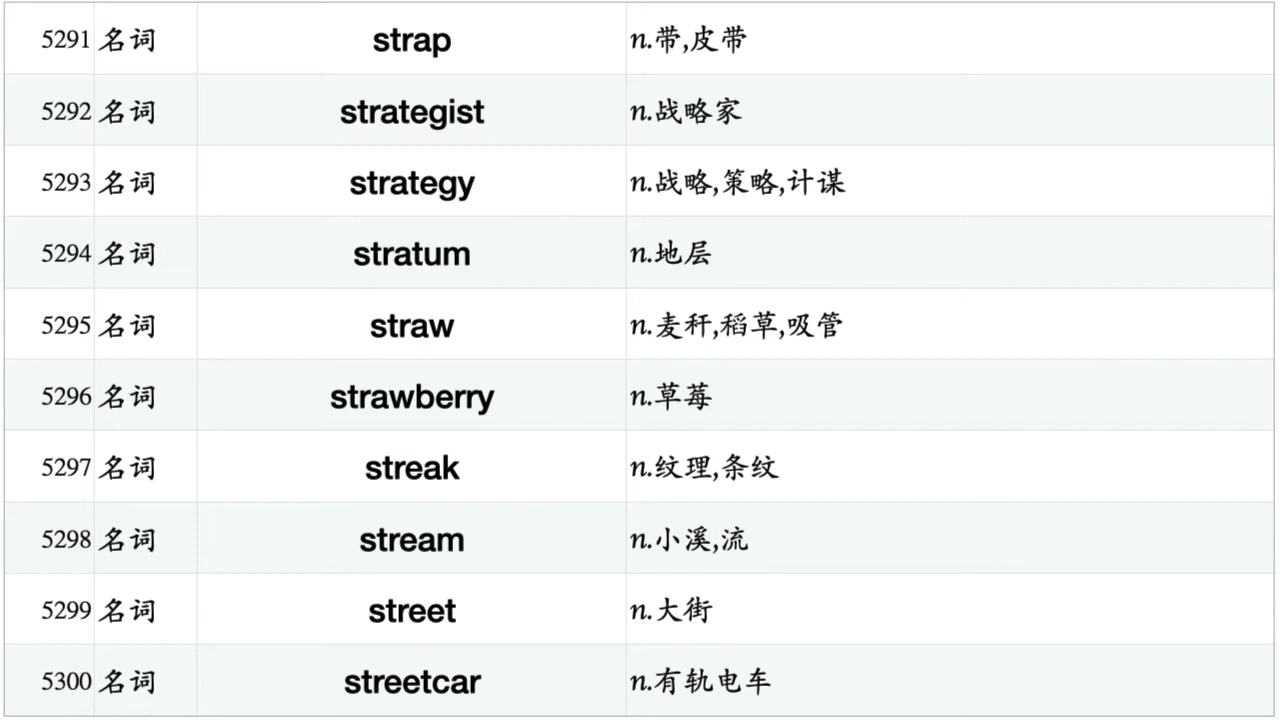 5291 名词 strap n.带,皮带
5292 名词 strategist n.战略家
5293 名词 strategy n.战略,策略,计谋
5294 名词 stratum n.地层
5295 名词 straw n.麦秆,稻草,吸管
5296 名词 strawberry n.草莓
5297 名词 streak n.纹理,条纹
5298 名词 stream n.小溪,流
5299 名词 street n.大街
5300 名词 streetcar n.有轨电车